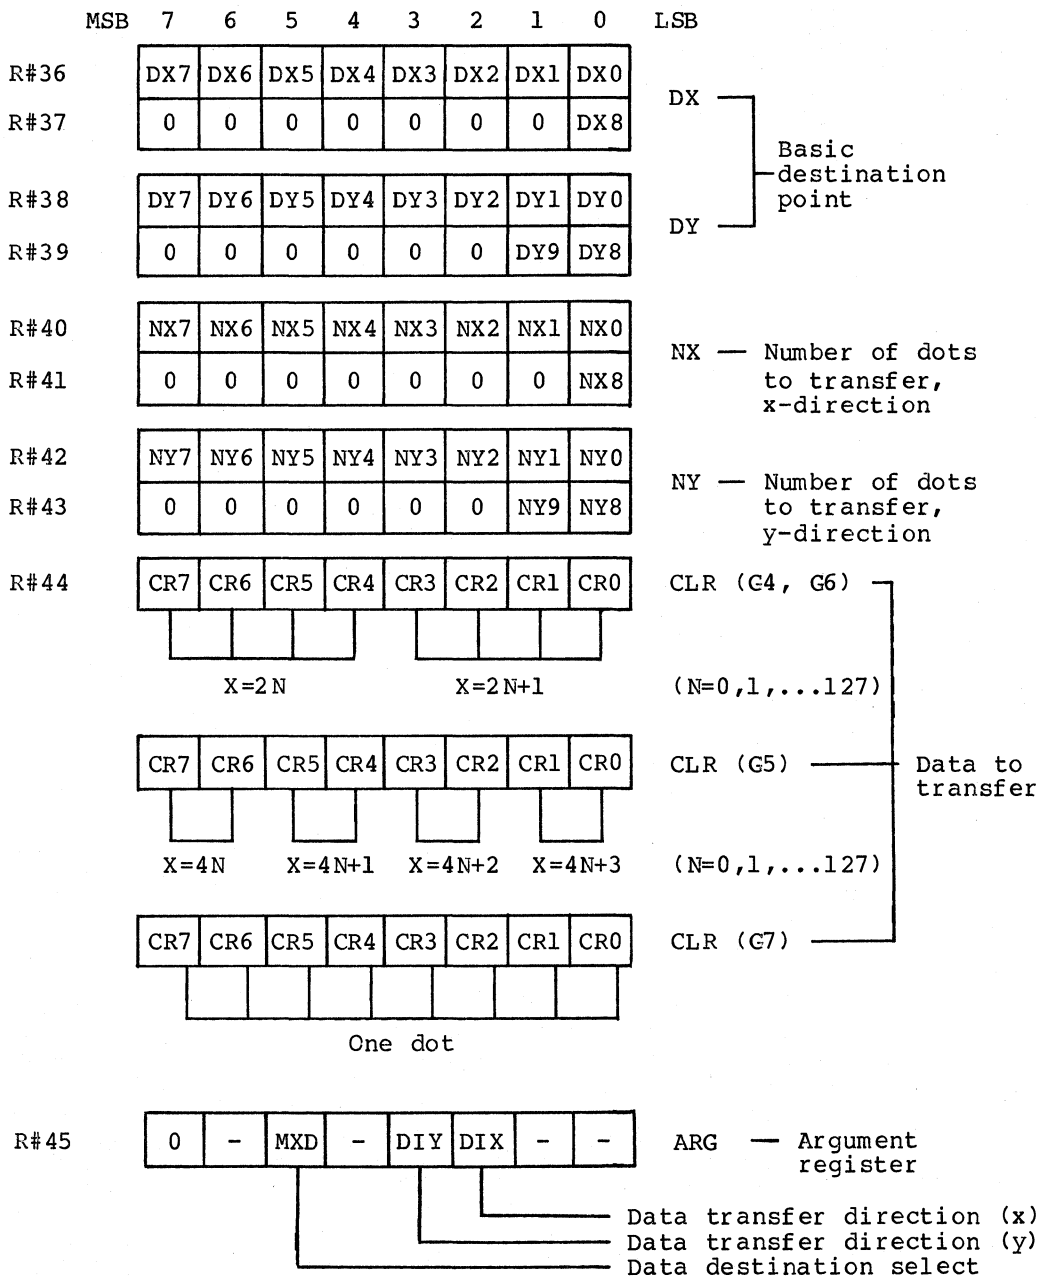 MSB 7 6 5 4 3 2 1 0 LSB
R#36 DX7 DX6 DX5 DX4 DX3 DX2 DX1 DX0
DX
R#37 0 0 0 0 0 0 0 DX8
Basic
destination
point
R#38 DY7 DY6 DY5 DY4 DY3 DY2 DY1 DY0
DY
R#39 0 0 0 0 0 0 DY9 DY8
R#40 NX7 NX6 NX5 NX4 NX3 NX2 NX1 NX0
NX — Number of dots
R#41 0 0 0 0 0 0 0 NX8 to transfer,
x-direction
R#42 NY7 NY6 NY5 NY4 NY3 NY2 NY1 NY0
NY — Number of dots
R#43 0 0 0 0 0 0 NY9 NY8 to transfer,
y-direction
R#44 CR7 CR6 CR5 CR4 CR3 CR2 CR1 CR0 CLR (G4, G6)
X=2N X=2N+1 (N=0,1,...127)
CR7 CR6 CR5 CR4 CR3 CR2 CR1 CR0 CLR (G5) Data to
transfer
X=4N X=4N+1 X=4N+2 X=4N+3 (N=0,1,...127)
CR7 CR6 CR5 CR4 CR3 CR2 CR1 CR0 CLR (G7)
One dot
R#45 0 - MXD - DIY DIX - - ARG — Argument
register
Data transfer direction (x)
Data transfer direction (y)
Data destination select